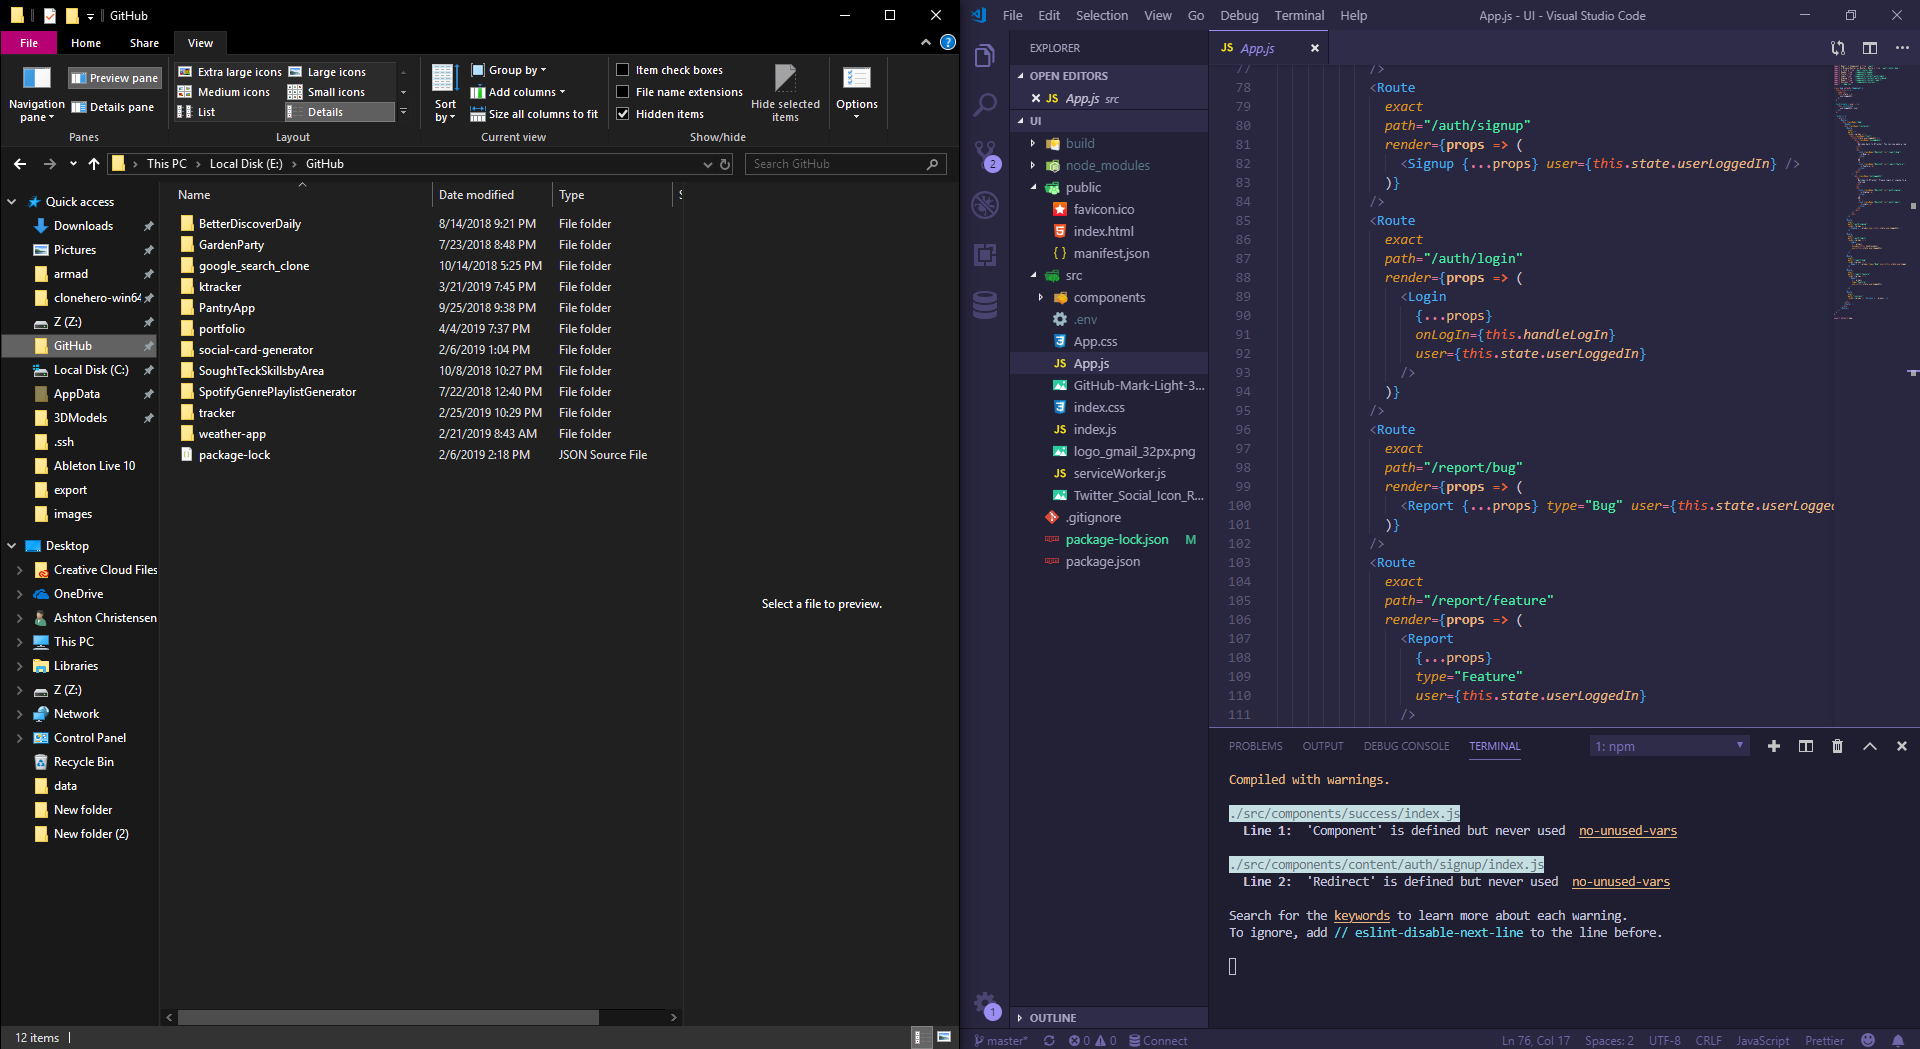 GitHub
File Home Share View
Navigation pane
Preview pane
Details pane
Panes
Extra large icons Large icons
Medium icons Small icons
List Details
Layout
Sort by
Group by
Add columns
Size all columns to fit
Current view
Item check boxes
File name extensions
Hidden items
Hide selected items
Show/hide
Options
This PC > Local Disk (E:) > GitHub
Search GitHub
Quick access
Downloads
Pictures
armad
clonehero-win64
Z (Z:)
GitHub
Local Disk (C:)
AppData
3DModels
.ssh
Ableton Live 10
export
images
Desktop
Creative Cloud Files
OneDrive
Ashton Christensen
This PC
Libraries
Z (Z:)
Network
Control Panel
Recycle Bin
data
New folder
New folder (2)
Name Date modified Type
BetterDiscoverDaily 8/14/2018 9:21 PM File folder
GardenParty 7/23/2018 8:48 PM File folder
google_search_clone 10/14/2018 5:25 PM File folder
ktracker 3/21/2019 7:45 PM File folder
PantryApp 9/25/2018 9:38 PM File folder
portfolio 4/4/2019 7:37 PM File folder
social-card-generator 2/6/2019 1:04 PM File folder
SoughtTeckSkillsbyArea 10/8/2018 10:27 PM File folder
SpotifyGenrePlaylistGenerator 7/22/2018 12:40 PM File folder
tracker 2/25/2019 10:29 PM File folder
weather-app 2/21/2019 8:43 AM File folder
package-lock 2/6/2019 2:18 PM JSON Source File
Select a file to preview.
12 items
File Edit Selection View Go Debug Terminal Help
App.js - UI - Visual Studio Code
EXPLORER
OPEN EDITORS
JS App.js src
UI
build
node_modules
public
favicon.ico
index.html
{ } manifest.json
src
components
.env
App.css
JS App.js
GitHub-Mark-Light-3...
index.css
JS index.js
logo_gmail_32px.png
JS serviceWorker.js
Twitter_Social_Icon_R...
.gitignore
package-lock.json M
package.json
OUTLINE
2
1
JS App.js
77 />
78 <Route
79 exact
80 path="/auth/signup"
81 render={props => (
82 <Signup {...props} user={this.state.userLoggedIn} />
83 )}
84 />
85 <Route
86 exact
87 path="/auth/login"
88 render={props => (
89 <Login
90 {...props}
91 onLogIn={this.handleLogIn}
92 user={this.state.userLoggedIn}
93 />
94 )}
95 />
96 <Route
97 exact
98 path="/report/bug"
99 render={props => (
100 <Report {...props} type="Bug" user={this.state.userLogged
101 )}
102 />
103 <Route
104 exact
105 path="/report/feature"
106 render={props => (
107 <Report
108 {...props}
109 type="Feature"
110 user={this.state.userLoggedIn}
111 />
PROBLEMS OUTPUT DEBUG CONSOLE TERMINAL
1: npm
Compiled with warnings.
./src/components/success/index.js
Line 1: 'Component' is defined but never used no-unused-vars
./src/components/content/auth/signup/index.js
Line 2: 'Redirect' is defined but never used no-unused-vars
Search for the keywords to learn more about each warning.
To ignore, add // eslint-disable-next-line to the line before.
master* 0 0 Connect
Ln 76, Col 17 Spaces: 2 UTF-8 CRLF JavaScript Prettier